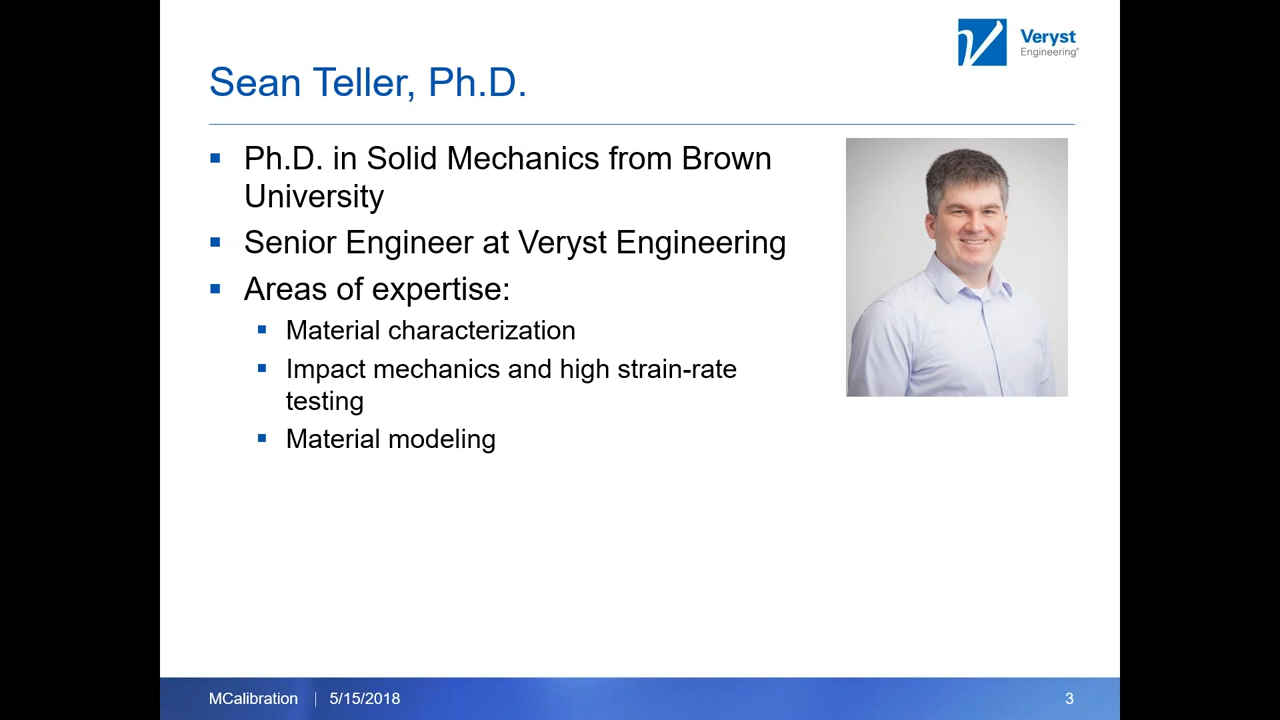 Veryst
Engineering®
Sean Teller, Ph.D.
Ph.D. in Solid Mechanics from Brown
University
Senior Engineer at Veryst Engineering
Areas of expertise:
Material characterization
Impact mechanics and high strain-rate
testing
Material modeling
MCalibration | 5/15/2018 3